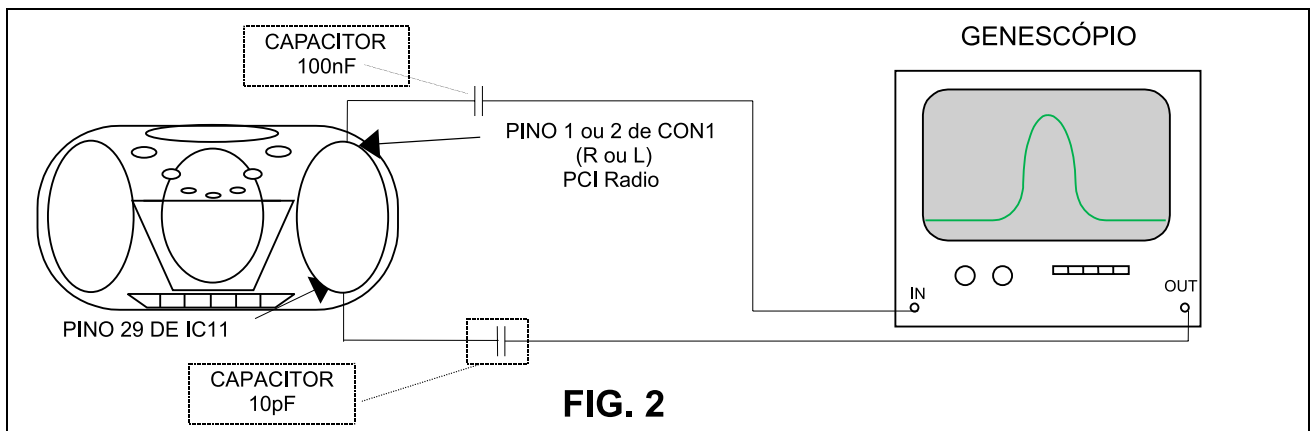 CAPACITOR
100nF
GENESCÓPIO
PINO 1 ou 2 de CON1
(R ou L)
PCI Radio
IN
OUT
PINO 29 DE IC11
CAPACITOR
10pF
FIG. 2